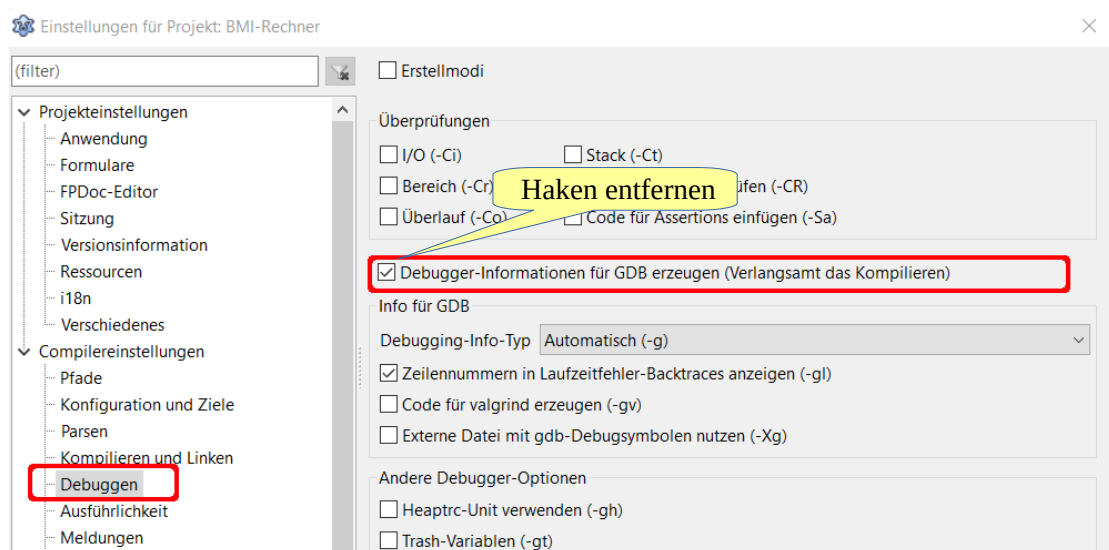 Einstellungen für Projekt: BMI-Rechner
(filter)
Projekteinstellungen
Anwendung
Formulare
FPDoc-Editor
Sitzung
Versionsinformation
Ressourcen
i18n
Verschiedenes
Compilereinstellungen
Pfade
Konfiguration und Ziele
Parsen
Kompilieren und Linken
Debuggen
Ausführlichkeit
Meldungen
Erstellmodi
Überprüfungen
I/O (-Ci) Stack (-Ct)
Bereich (-Cr) (-CR)
Haken entfernen
Überlauf (-Co) Code für Assertions einfügen (-Sa)
Debugger-Informationen für GDB erzeugen (Verlangsamt das Kompilieren)
Info für GDB
Debugging-Info-Typ Automatisch (-g)
Zeilennummern in Laufzeitfehler-Backtraces anzeigen (-gl)
Code für valgrind erzeugen (-gv)
Externe Datei mit gdb-Debugsymbolen nutzen (-Xg)
Andere Debugger-Optionen
Heaptrc-Unit verwenden (-gh)
Trash-Variablen (-gt)